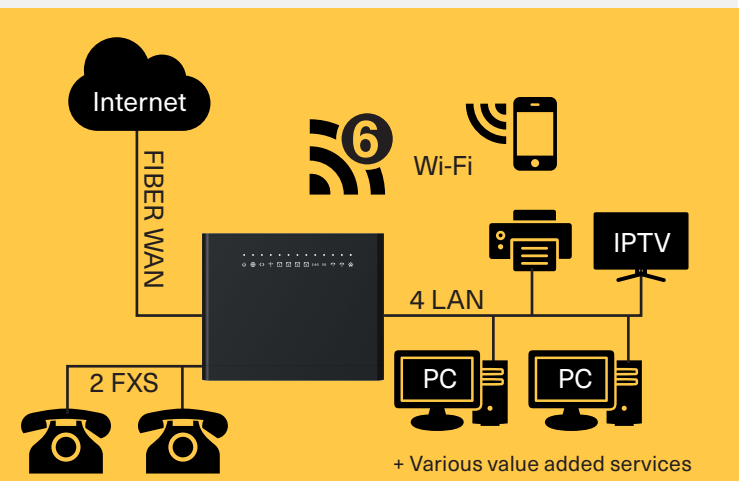 Internet
FIBER WAN
6
Wi-Fi
IPTV
4 LAN
2 FXS
PC
PC
+ Various value added services